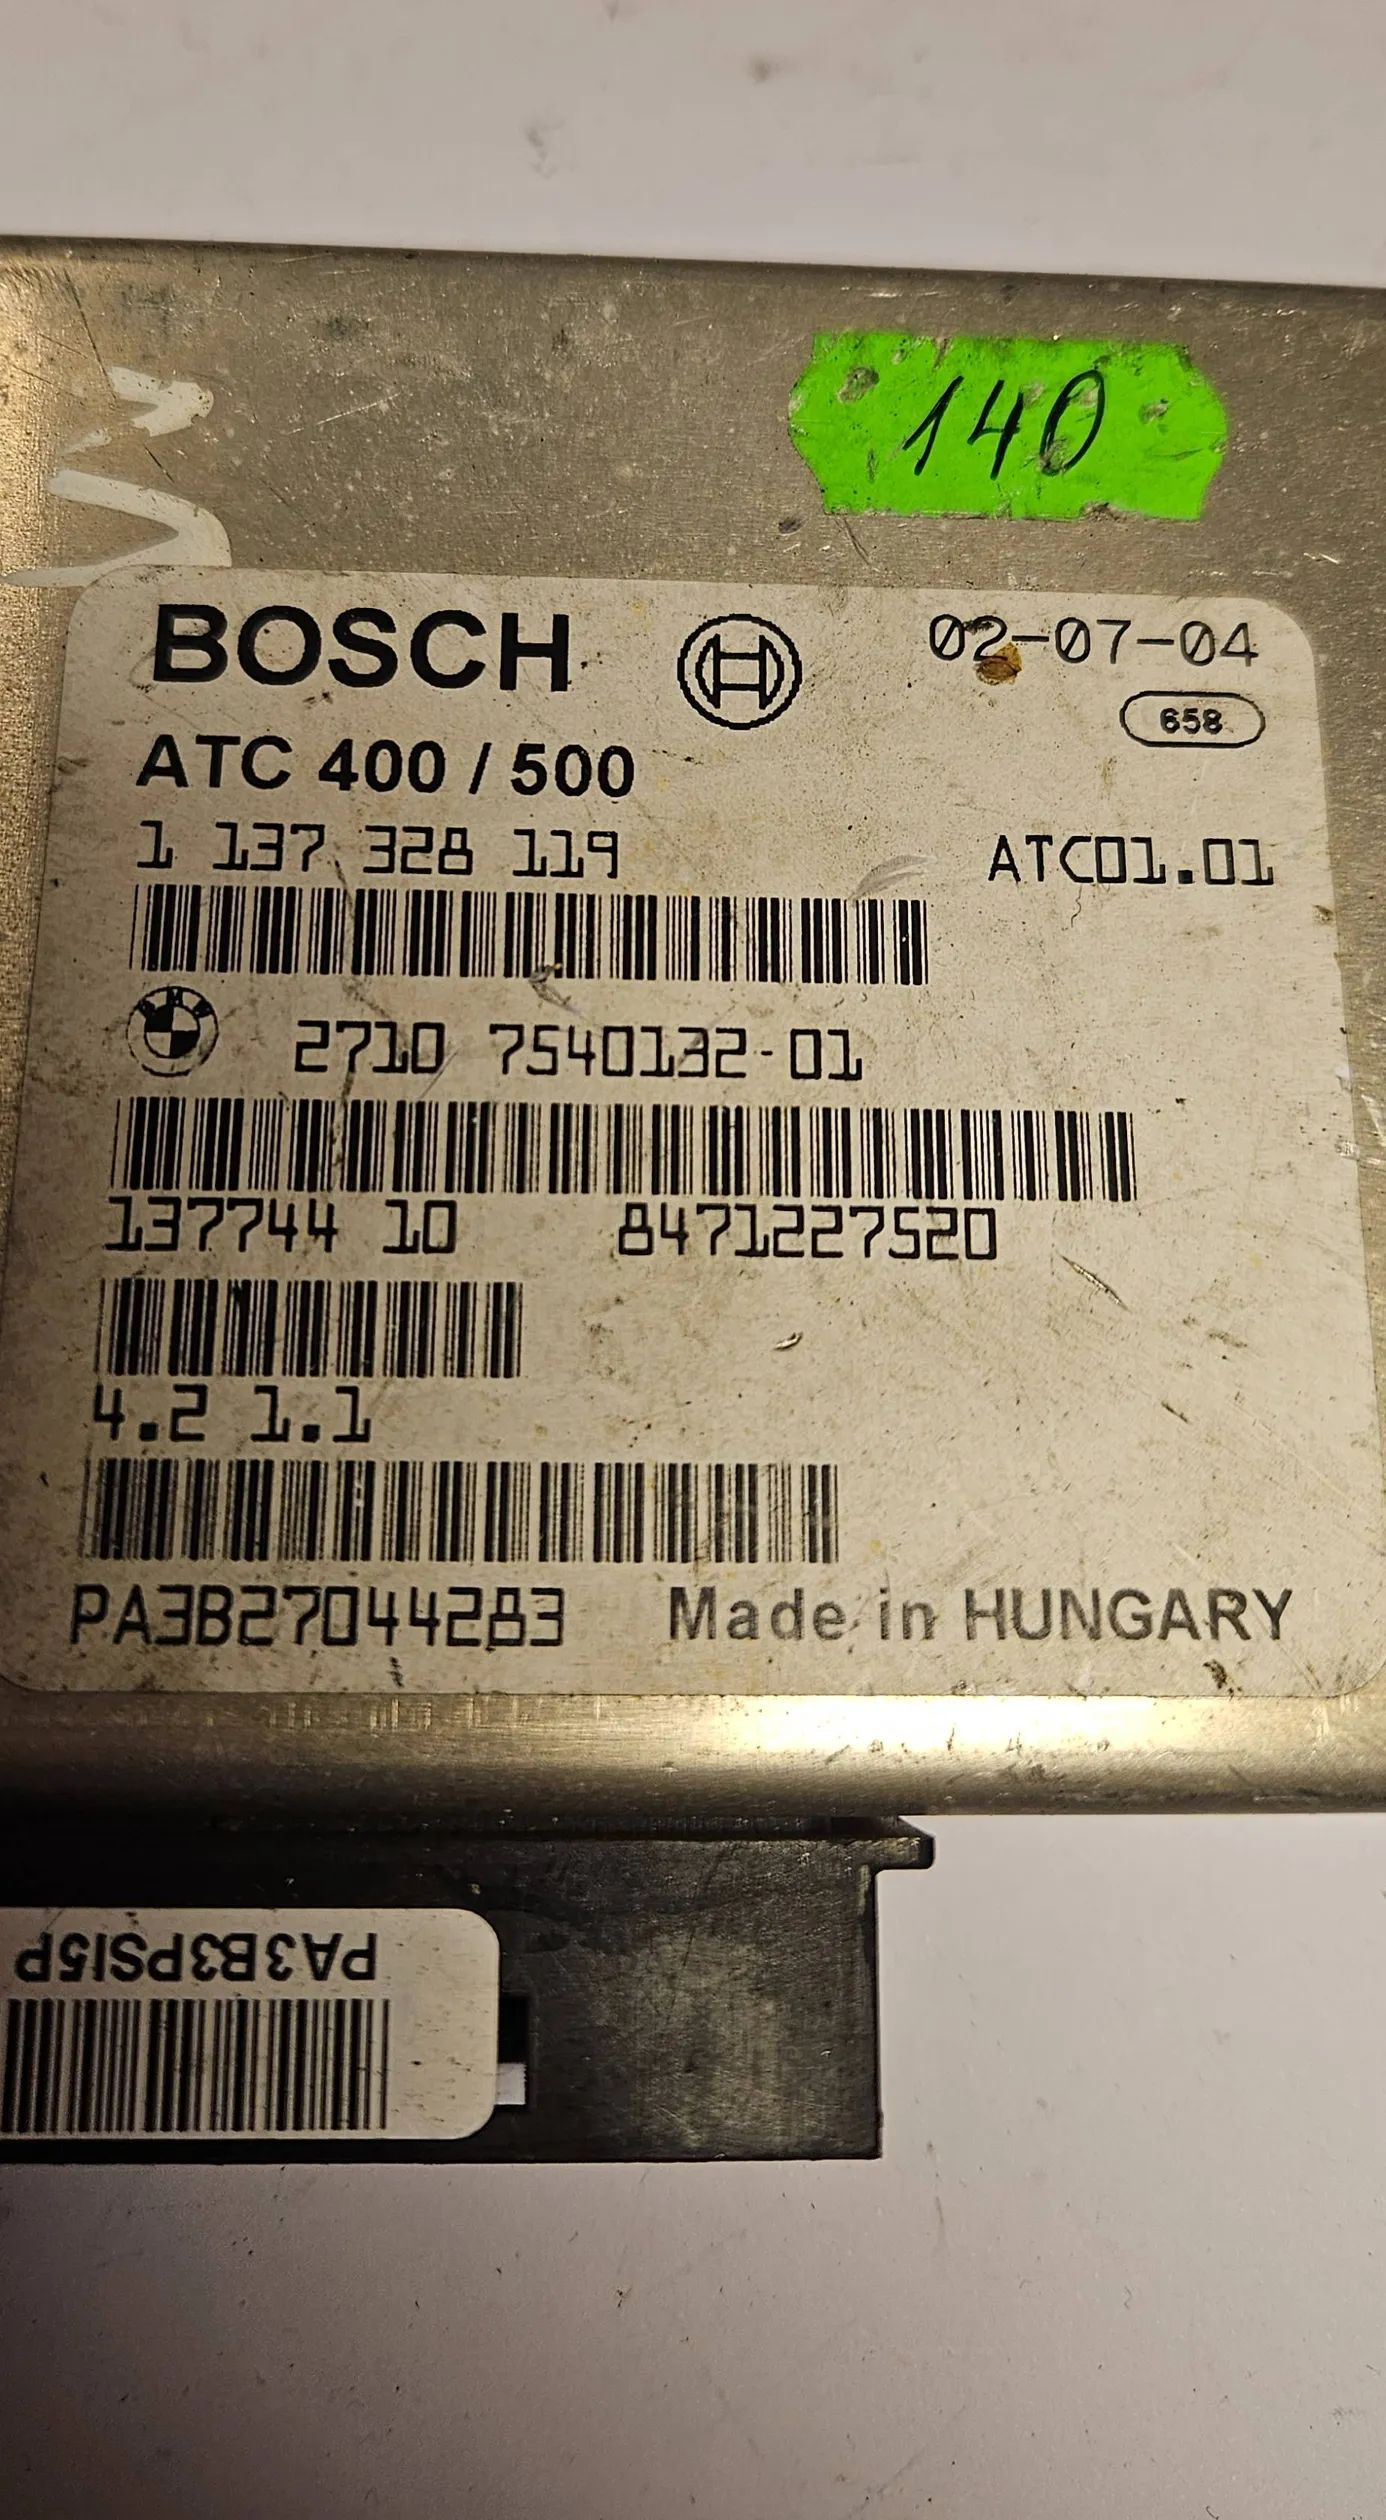 140
BOSCH 02-07-04
658
ATC 400 / 500
1 137 328 119 ATC01.01
BMW
2710 7540132-01
137744 10 8471227520
4.2 1.1
PA3B27044283 Made in HUNGARY
PA3B3PSI5P